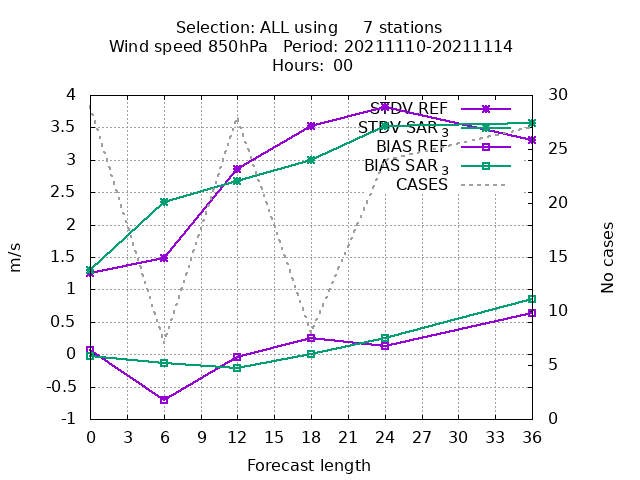 Selection: ALL using 7 stations
Wind speed 850hPa Period: 20211110-20211114
Hours: 00
4
3.5
3
2.5
2
1.5
1
0.5
0
-0.5
-1
m/s
STDV REF
STDV SAR3
BIAS REF
BIAS SAR3
CASES
30
25
20
15
10
5
0
No cases
0 3 6 9 12 15 18 21 24 27 30 33 36
Forecast length